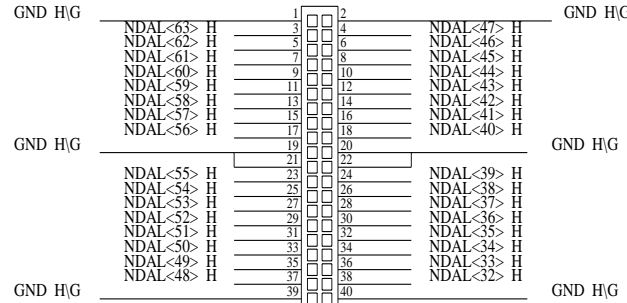 GND H\G 1 2 GND H\G
NDAL<63> H 3 4 NDAL<47> H
NDAL<62> H 5 6 NDAL<46> H
NDAL<61> H 7 8 NDAL<45> H
NDAL<60> H 9 10 NDAL<44> H
NDAL<59> H 11 12 NDAL<43> H
NDAL<58> H 13 14 NDAL<42> H
NDAL<57> H 15 16 NDAL<41> H
NDAL<56> H 17 18 NDAL<40> H
GND H\G 19 20 GND H\G
21 22
NDAL<55> H 23 24 NDAL<39> H
NDAL<54> H 25 26 NDAL<38> H
NDAL<53> H 27 28 NDAL<37> H
NDAL<52> H 29 30 NDAL<36> H
NDAL<51> H 31 32 NDAL<35> H
NDAL<50> H 33 34 NDAL<34> H
NDAL<49> H 35 36 NDAL<33> H
NDAL<48> H 37 38 NDAL<32> H
GND H\G 39 40 GND H\G